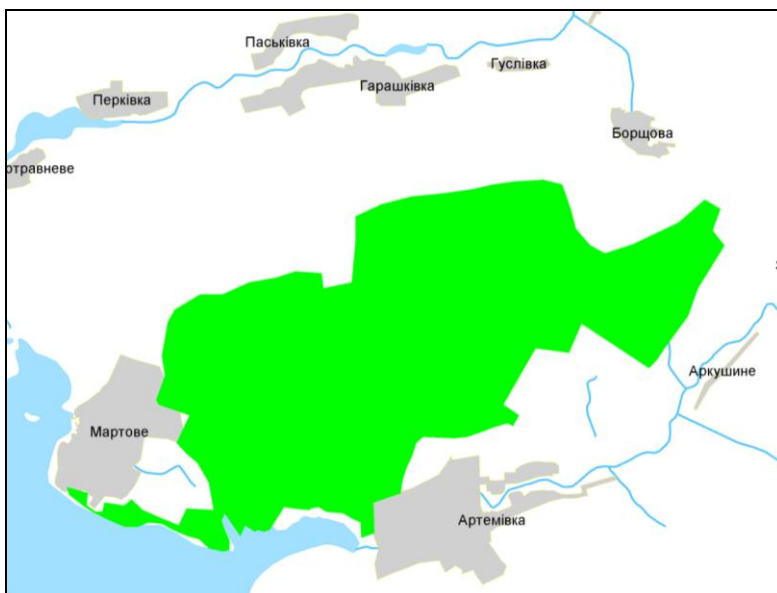 Паськівка
Гуслівка
Гарашківка
Перківка
Борщова
отравневе
Аркушине
Мартове
Артемівка